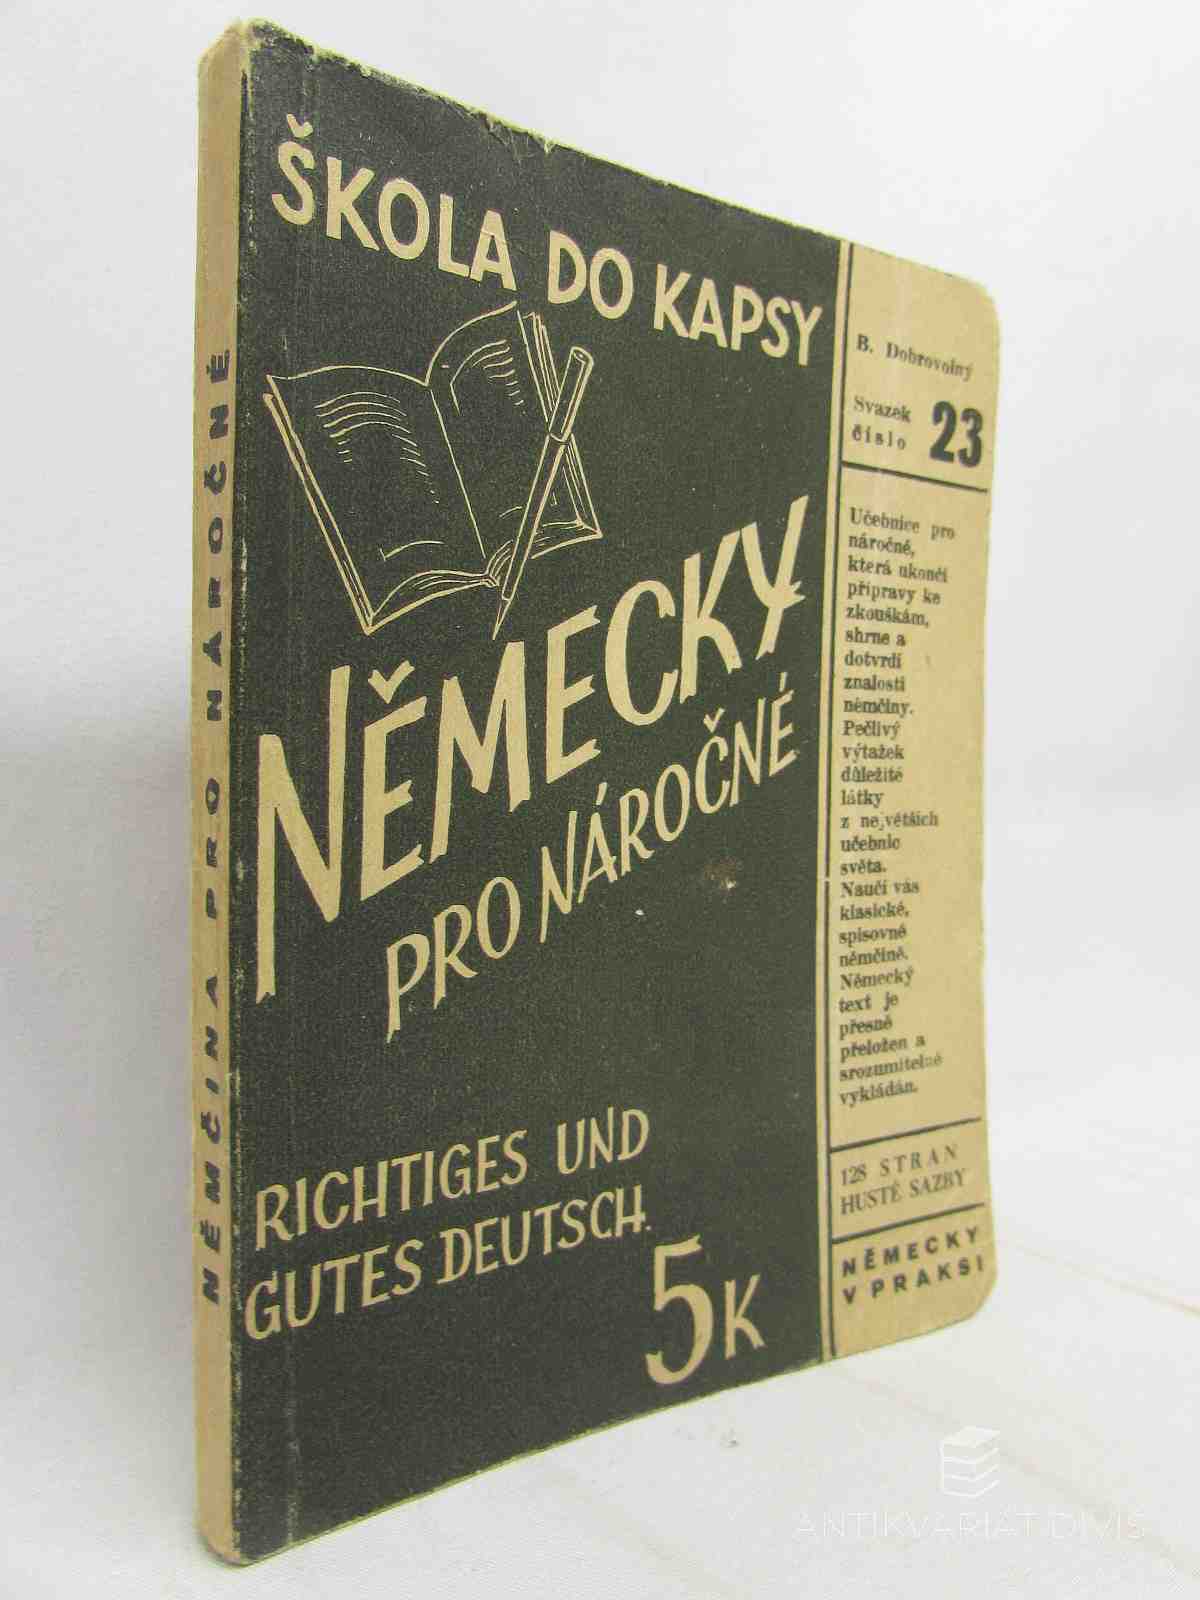 NĚMČINA PRO NÁROČNÉ
ŠKOLA DO KAPSY
NĚMECKY
PRO NÁROČNÉ
RICHTIGES UND
GUTES DEUTSCH.
5K
B. Dobrovolný
Svazek
číslo 23
Učebnice pro
náročné,
která ukončí
přípravy ke
zkouškám,
shrne a
dotvrdí
znalosti
němčiny.
Pečlivý
výtažek
důležité
látky
z největších
učebnic
světa.
Naučí vás
klasické,
spisovné
němčině.
Německý
text je
přesně
přeložen a
srozumitelně
vykládán.
128 STRAN
HUSTÉ SAZBY
NĚMECKY
V PRAKSI
ANTIKVARIÁT DIVIŠ